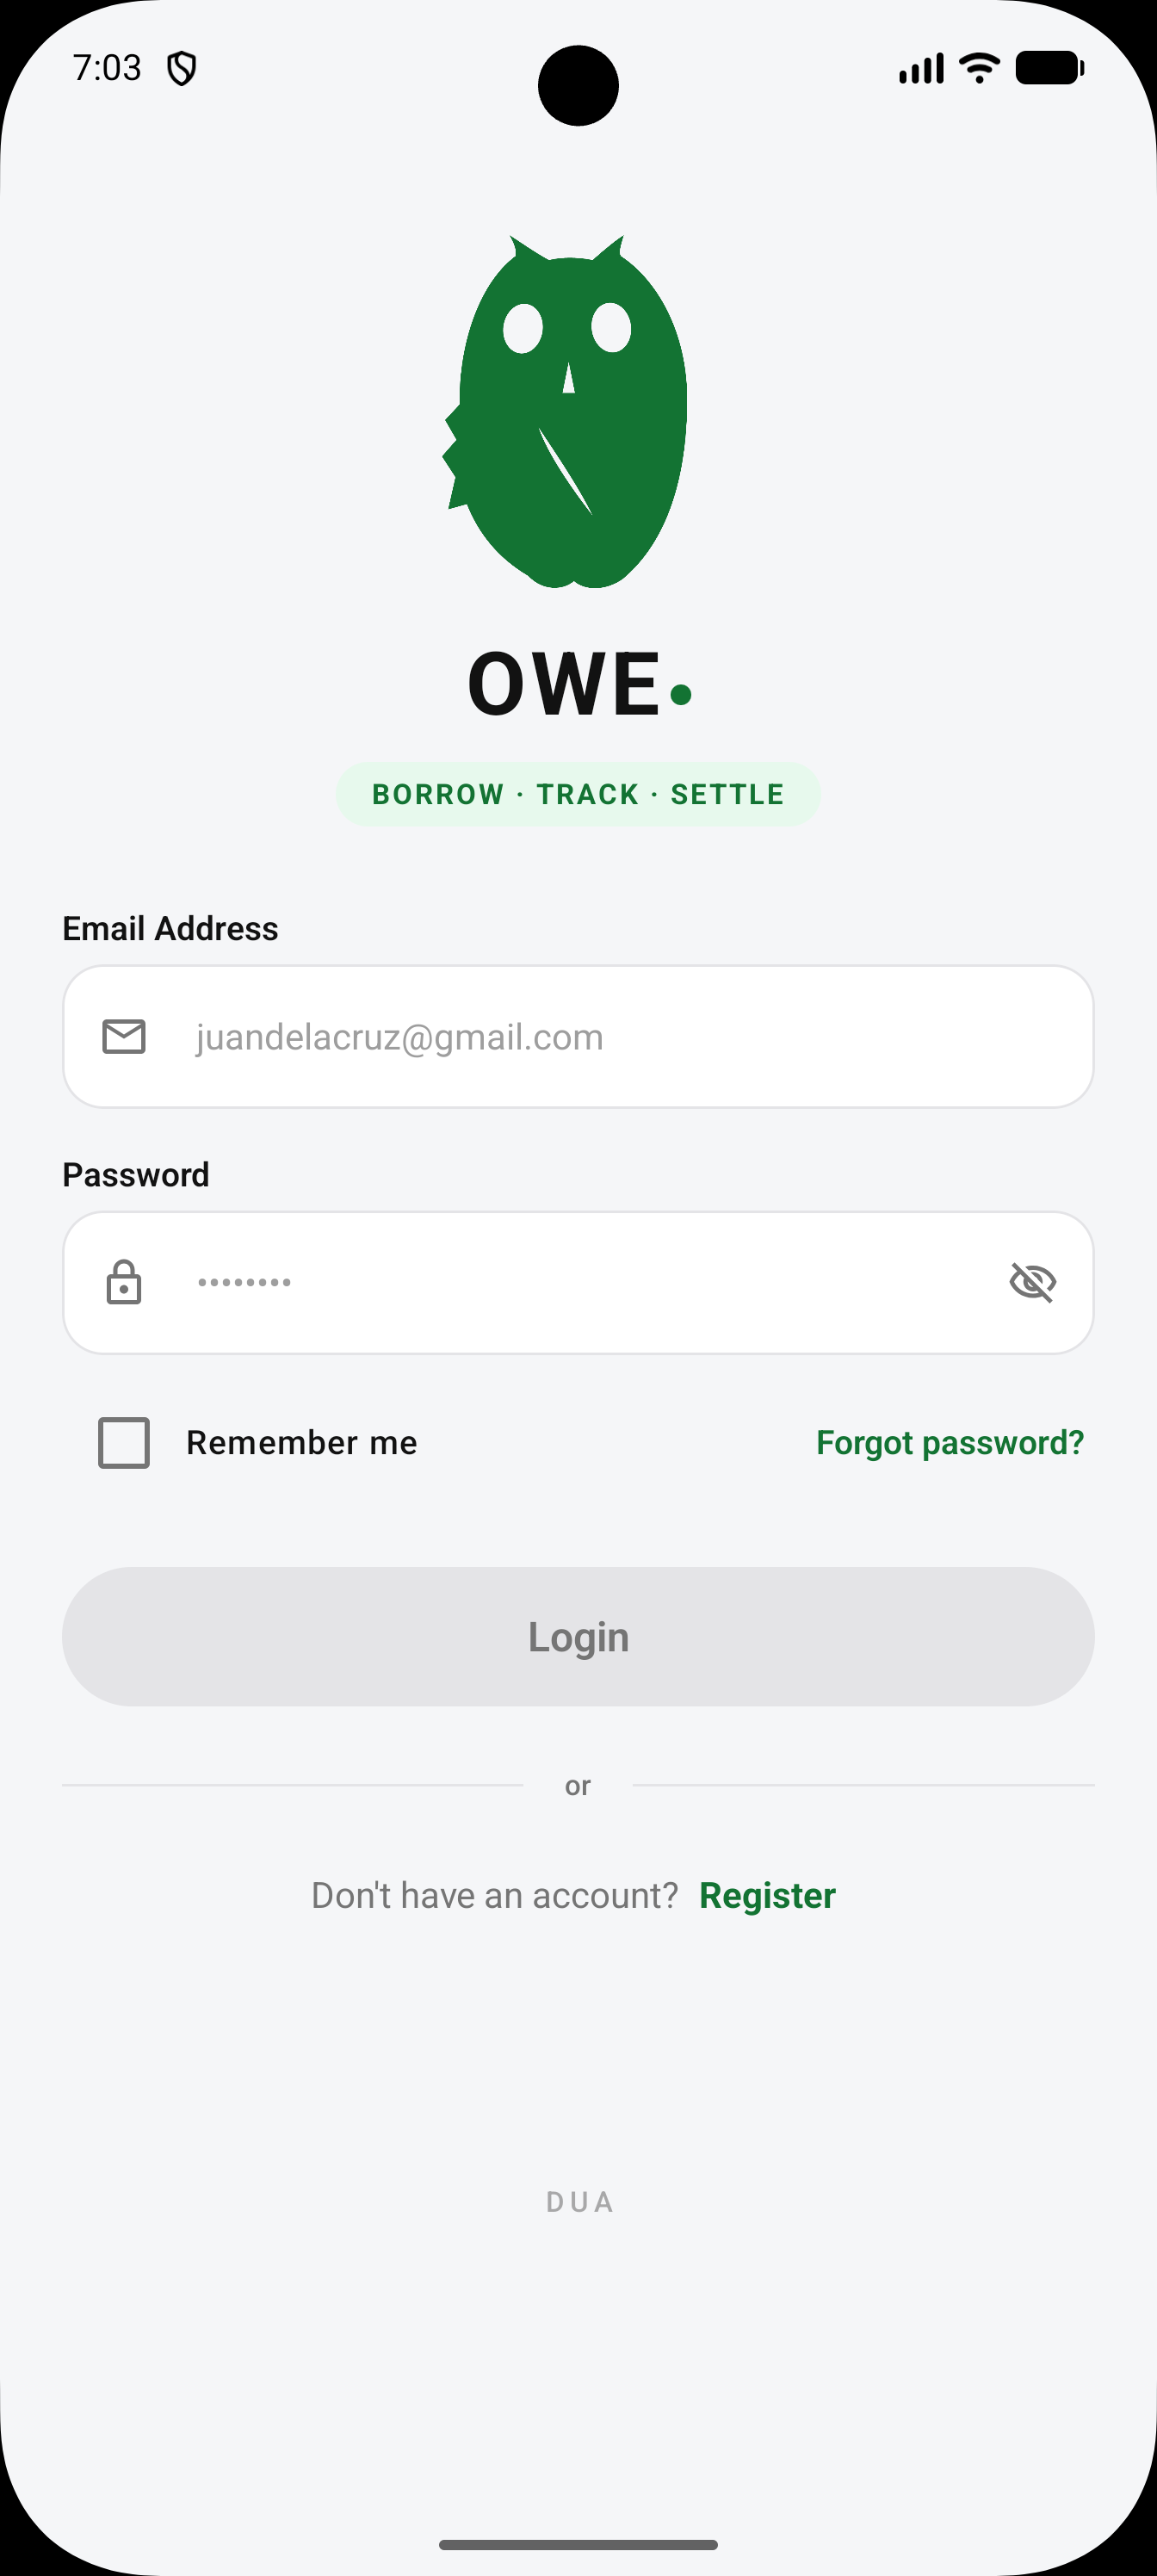 7:03
OWE
BORROW · TRACK · SETTLE
Email Address
juandelacruz@gmail.com
Password
••••••••
Remember me
Forgot password?
Login
or
Don't have an account? Register
DUA